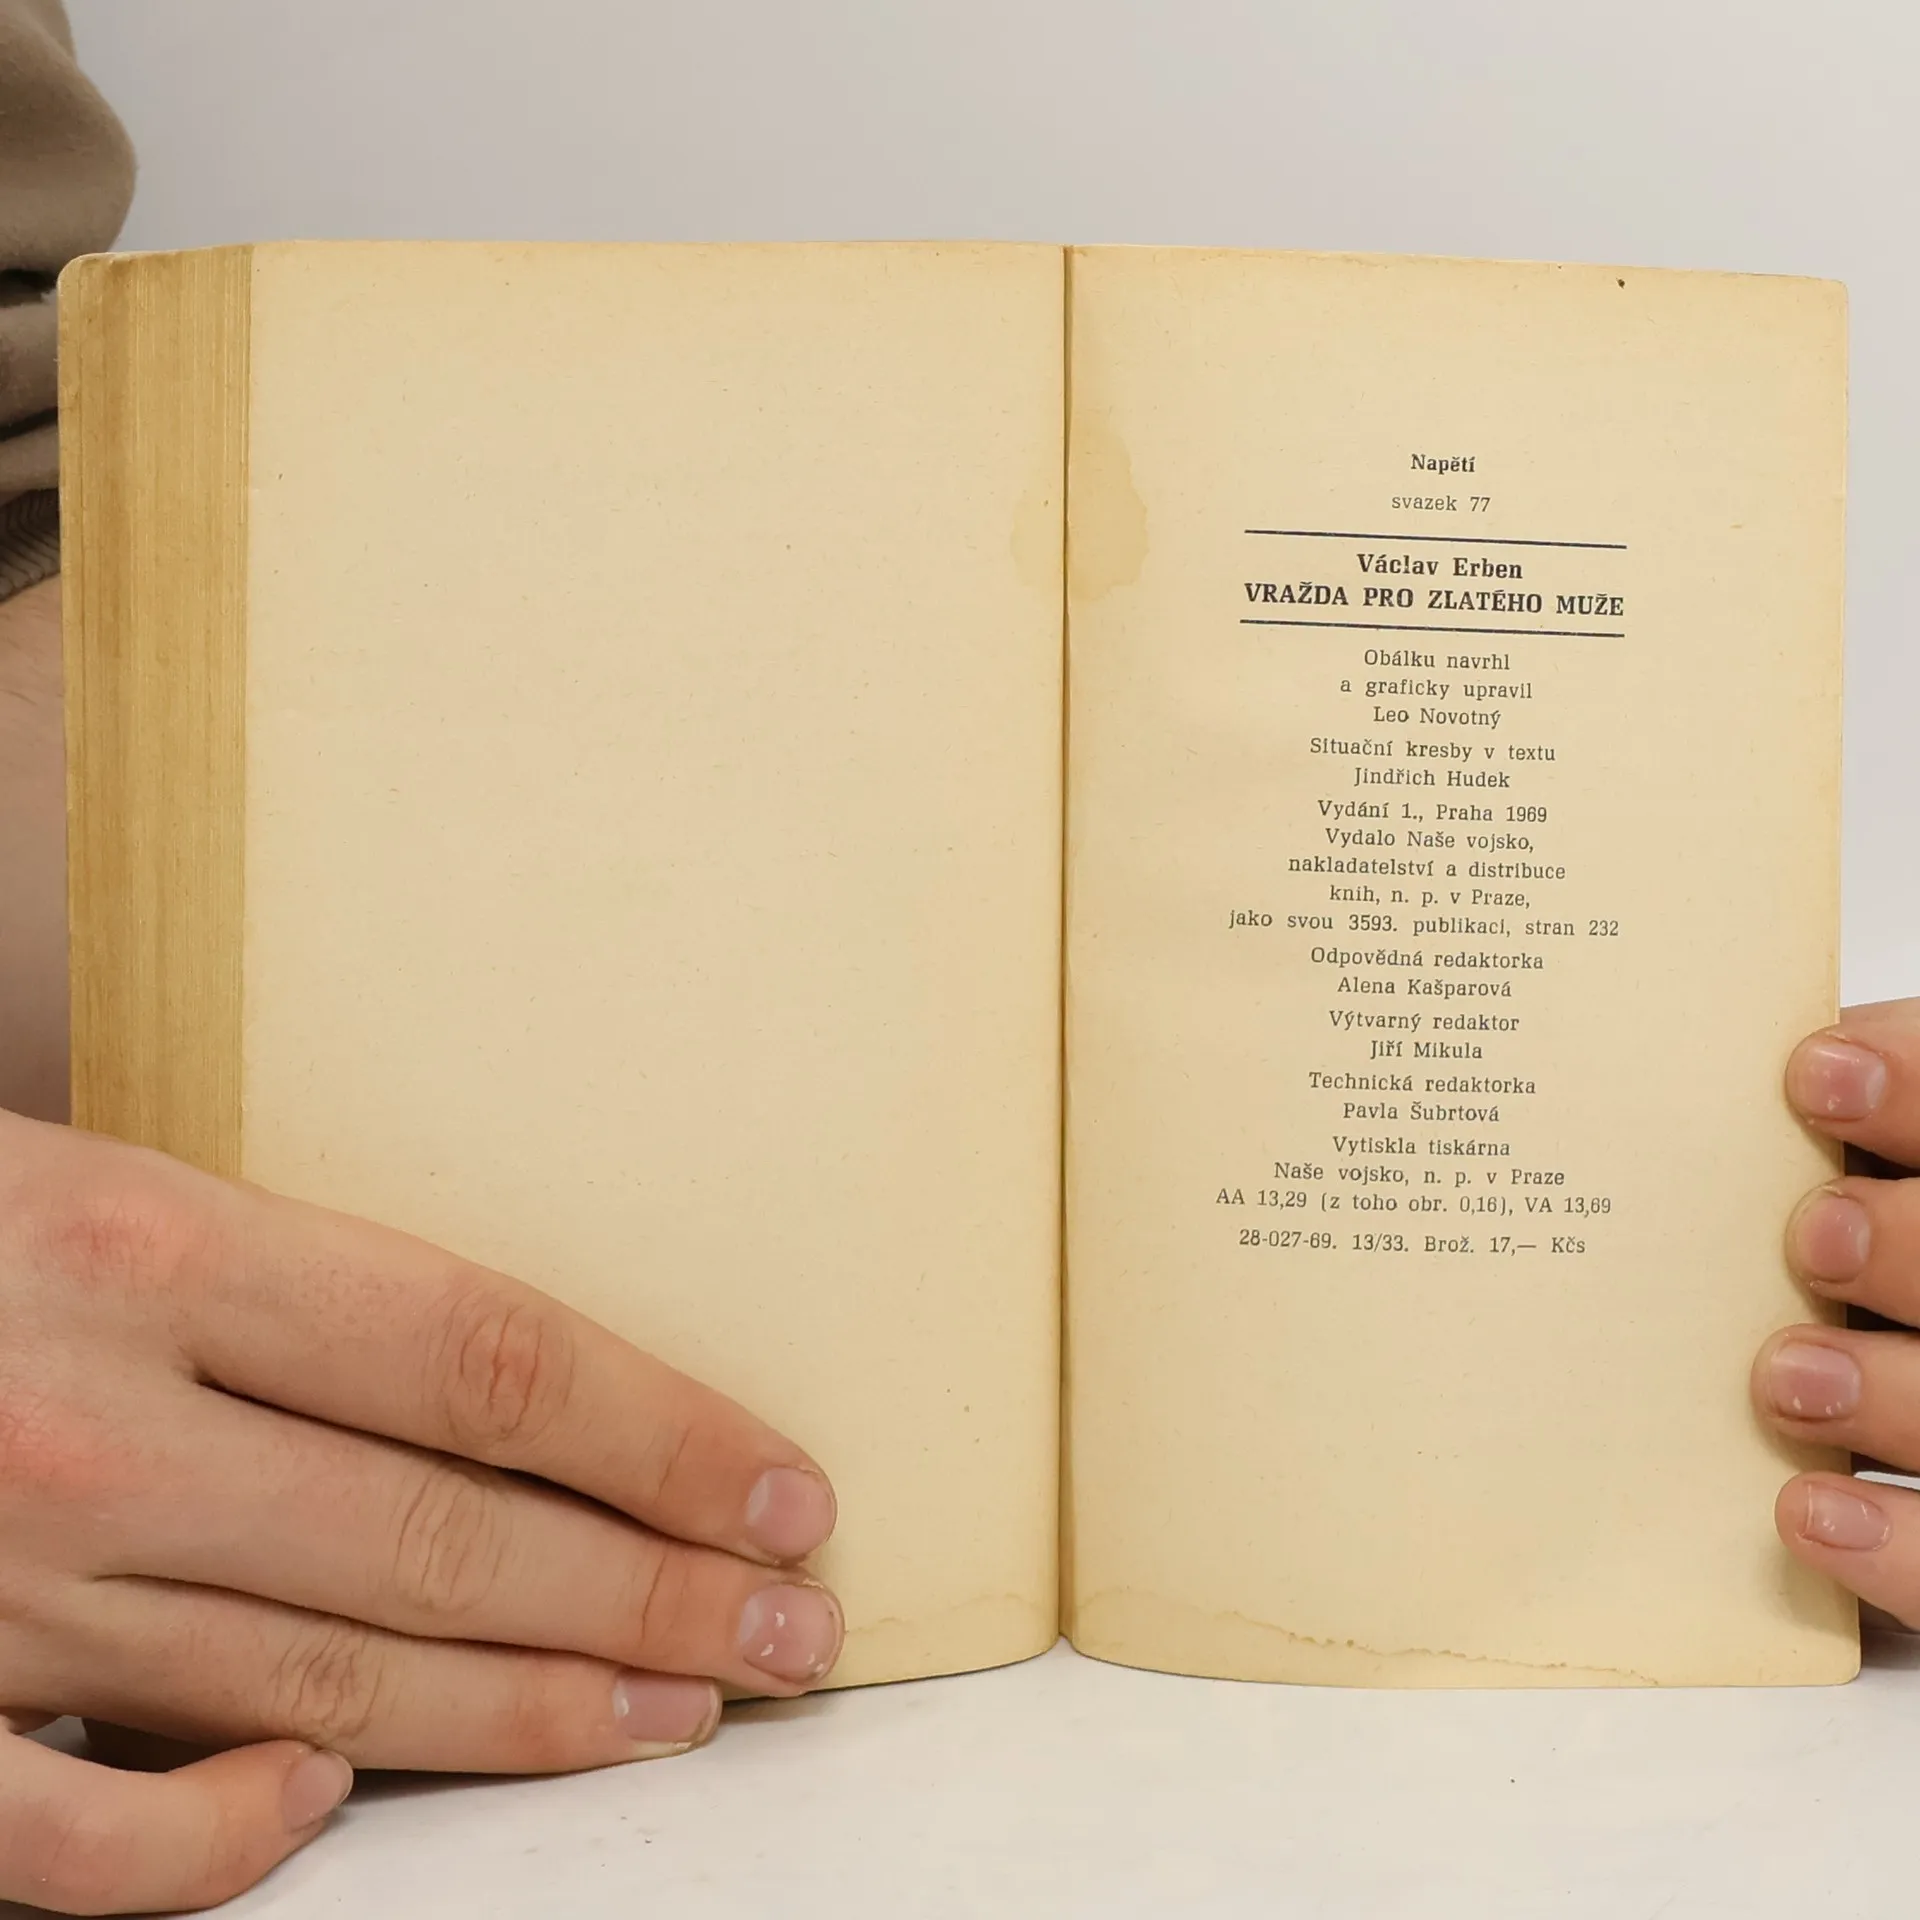 Napětí
svazek 77
Václav Erben
VRAŽDA PRO ZLATÉHO MUŽE
Obálku navrhl
a graficky upravil
Leo Novotný
Situační kresby v textu
Jindřich Hudek
Vydání 1., Praha 1969
Vydalo Naše vojsko,
nakladatelství a distribuce
knih, n. p. v Praze,
jako svou 3593. publikaci, stran 232
Odpovědná redaktorka
Alena Kašparová
Výtvarný redaktor
Jiří Mikula
Technická redaktorka
Pavla Šubrtová
Vytiskla tiskárna
Naše vojsko, n. p. v Praze
AA 13,29 (z toho obr. 0,16), VA 13,69
28-027-69. 13/33. Brož. 17,— Kčs